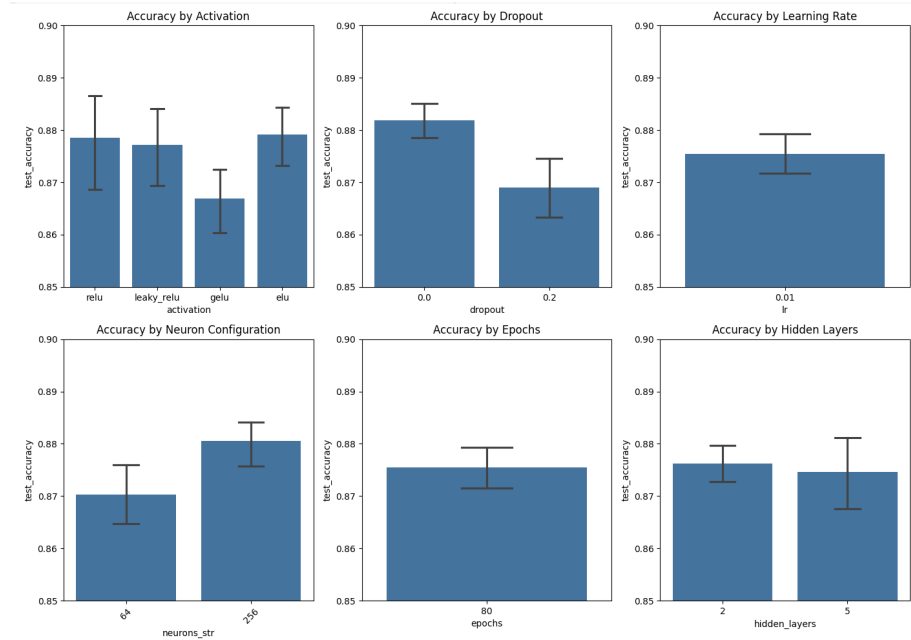 Accuracy by Activation
0.90
0.89
0.88
0.87
0.86
0.85
test_accuracy
relu leaky_relu gelu elu
activation
Accuracy by Dropout
0.90
0.89
0.88
0.87
0.86
0.85
test_accuracy
0.0 0.2
dropout
Accuracy by Learning Rate
0.90
0.89
0.88
0.87
0.86
0.85
test_accuracy
0.01
lr
Accuracy by Neuron Configuration
0.90
0.89
0.88
0.87
0.86
0.85
test_accuracy
64 256
neurons_str
Accuracy by Epochs
0.90
0.89
0.88
0.87
0.86
0.85
test_accuracy
80
epochs
Accuracy by Hidden Layers
0.90
0.89
0.88
0.87
0.86
0.85
test_accuracy
2 5
hidden_layers